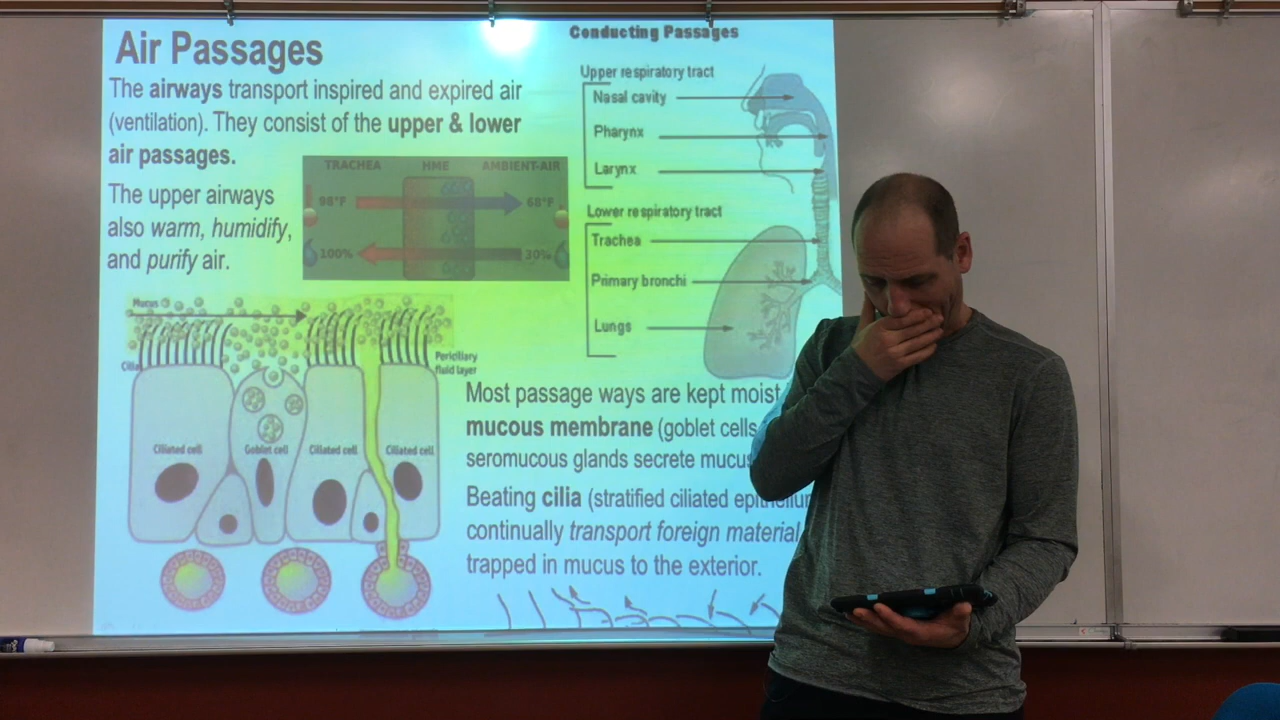 Air Passages
The airways transport inspired and expired air
(ventilation). They consist of the upper & lower
air passages.
The upper airways
also warm, humidify,
and purify air.
TRACHEA HME AMBIENT-AIR
98°F 68°F
100% 30%
Conducting Passages
Upper respiratory tract
Nasal cavity
Pharynx
Larynx
Lower respiratory tract
Trachea
Primary bronchi
Lungs
Mucus
Cilia
Periciliary
fluid layer
Ciliated cell
Goblet cell
Ciliated cell
Ciliated cell
Most passage ways are kept moist
mucous membrane (goblet cells
seromucous glands secrete mucus
Beating cilia (stratified ciliated epithelium
continually transport foreign material
trapped in mucus to the exterior.